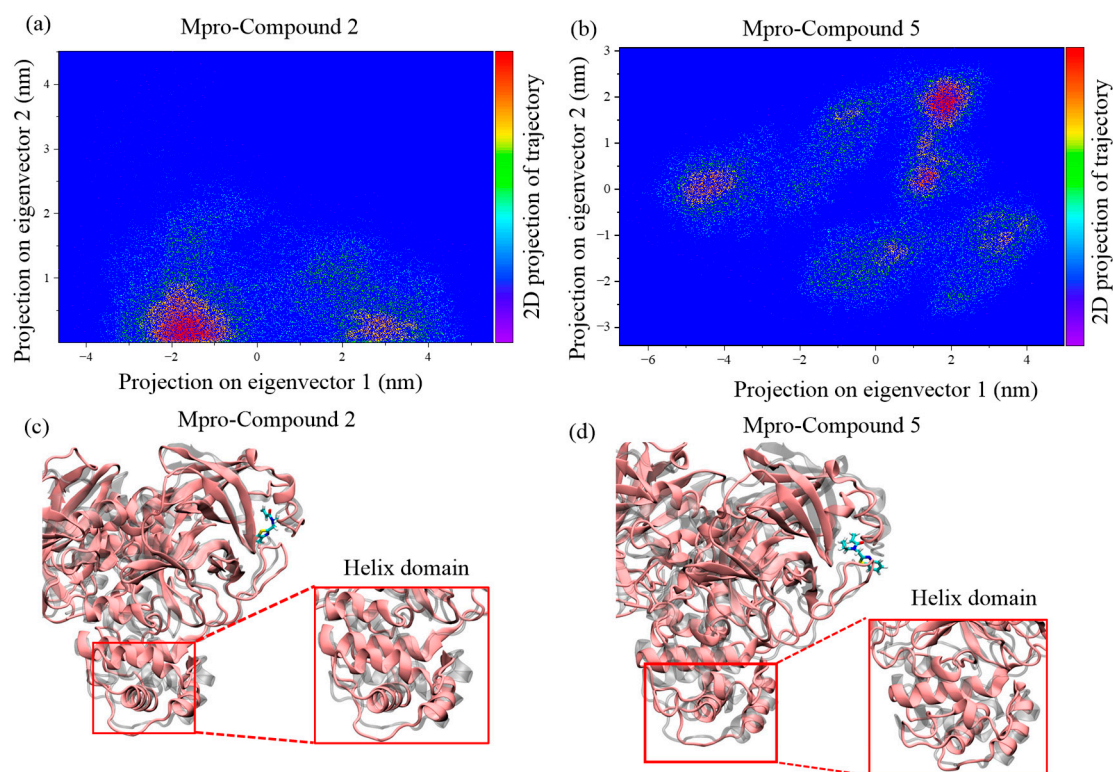 (a)
Mpro-Compound 2
4
3
2
1
−4
−2
0
2
4
Projection on eigenvector 2 (nm)
Projection on eigenvector 1 (nm)
2D projection of trajectory
(b)
Mpro-Compound 5
3
2
1
0
−1
−2
−3
−6
−4
−2
0
2
4
Projection on eigenvector 2 (nm)
Projection on eigenvector 1 (nm)
2D projection of trajectory
(c)
Mpro-Compound 2
Helix domain
(d)
Mpro-Compound 5
Helix domain